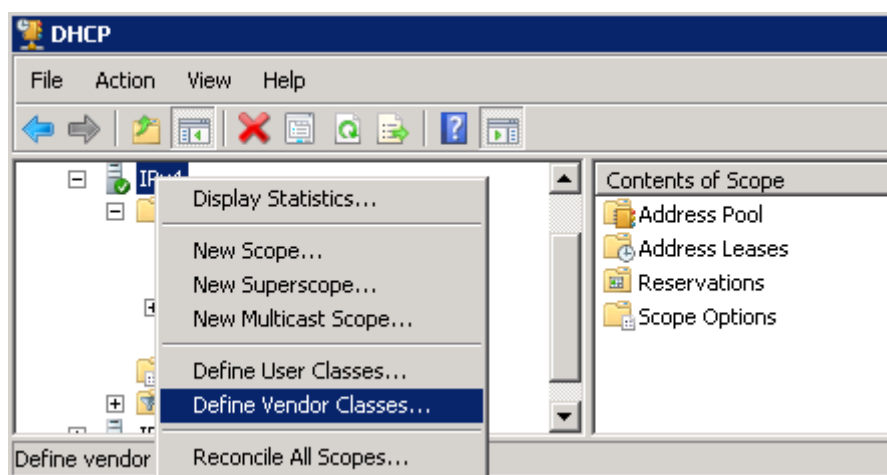 DHCP
File Action View Help
Contents of Scope
Address Pool
Address Leases
Reservations
Scope Options
Display Statistics...
New Scope...
New Superscope...
New Multicast Scope...
Define User Classes...
Define Vendor Classes...
Reconcile All Scopes...
Define vendor